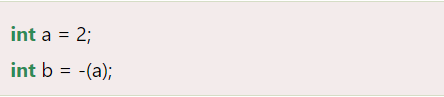 int a = 2;
int b = -(a);